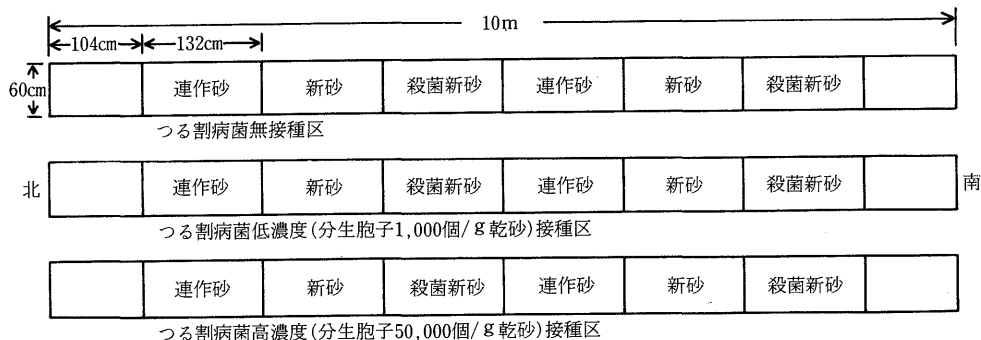 10m
104cm 132cm
60cm 連作砂 新砂 殺菌新砂 連作砂 新砂 殺菌新砂
つる割病菌無接種区
北 連作砂 新砂 殺菌新砂 連作砂 新砂 殺菌新砂 南
つる割病菌低濃度(分生胞子1,000個/g乾砂)接種区
連作砂 新砂 殺菌新砂 連作砂 新砂 殺菌新砂
つる割病菌高濃度(分生胞子50,000個/g乾砂)接種区